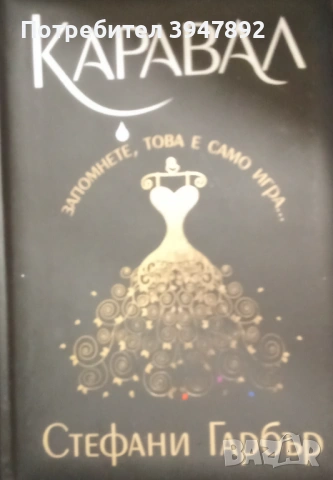 Потребител 3947892
КАРАВАЛ
ЗАПОМНЕТЕ, ТОВА Е САМО ИГРА...
СТЕФАНИ ГАРБЪР